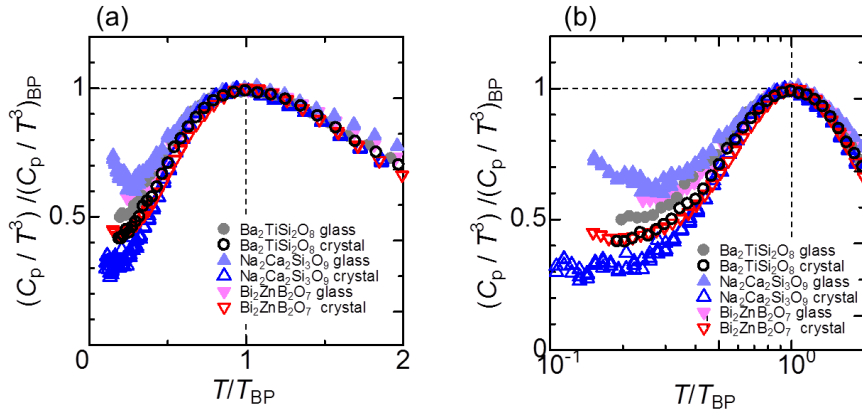 (a)
(Cp / T³) /(Cp / T³)BP
1
0.5
0
1
2
T/TBP
Ba₂TiSi₂O₈ glass
Ba₂TiSi₂O₈ crystal
Na₂Ca₂Si₃O₉ glass
Na₂Ca₂Si₃O₉ crystal
Bi₂ZnB₂O₇ glass
Bi₂ZnB₂O₇ crystal
(b)
(Cp / T³) /(Cp / T³)BP
1
0.5
0
10⁻¹
10⁰
T/TBP
Ba₂TiSi₂O₈ glass
Ba₂TiSi₂O₈ crystal
Na₂Ca₂Si₃O₉ glass
Na₂Ca₂Si₃O₉ crystal
Bi₂ZnB₂O₇ glass
Bi₂ZnB₂O₇ crystal